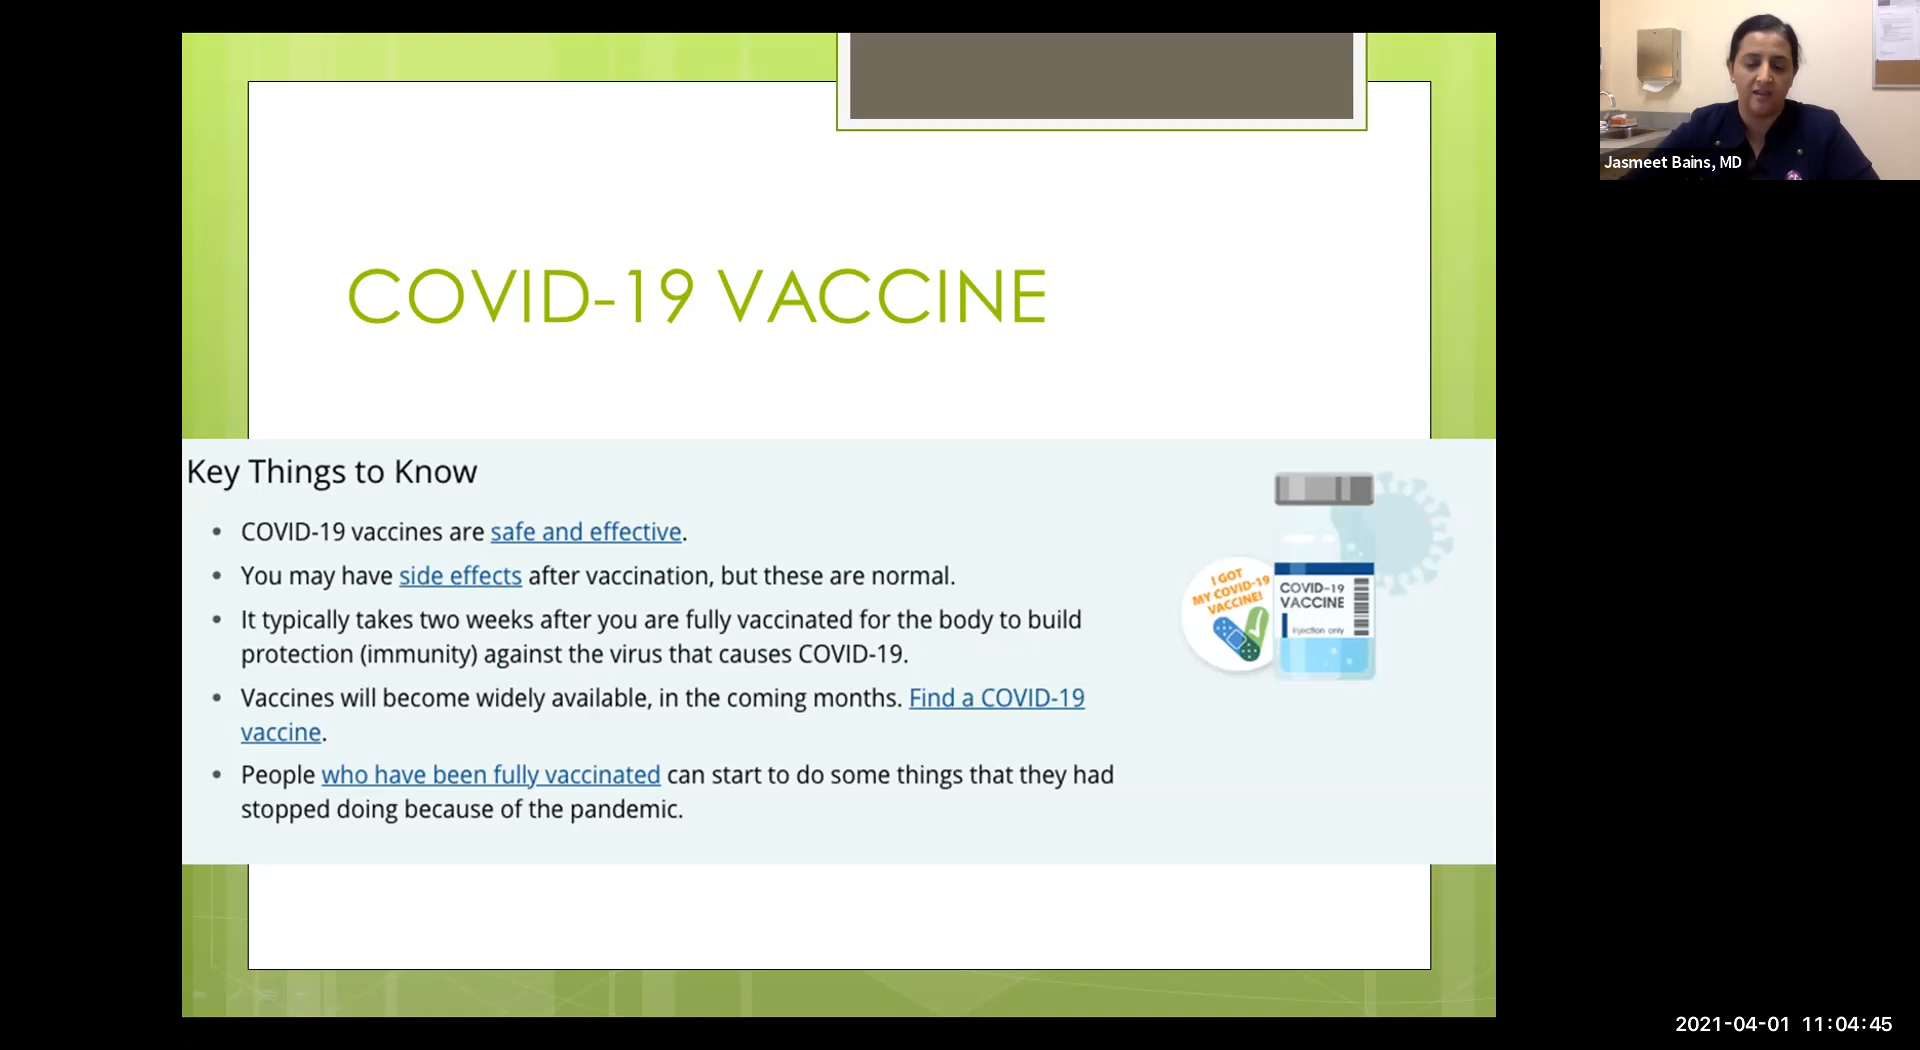 Jasmeet Bains, MD
COVID-19 VACCINE
Key Things to Know
• COVID-19 vaccines are safe and effective.
• You may have side effects after vaccination, but these are normal.
• It typically takes two weeks after you are fully vaccinated for the body to build
protection (immunity) against the virus that causes COVID-19.
• Vaccines will become widely available, in the coming months. Find a COVID-19
vaccine.
• People who have been fully vaccinated can start to do some things that they had
stopped doing because of the pandemic.
I GOT
MY COVID-19
VACCINE!
COVID-19
VACCINE
Injection only
2021-04-01 11:04:45